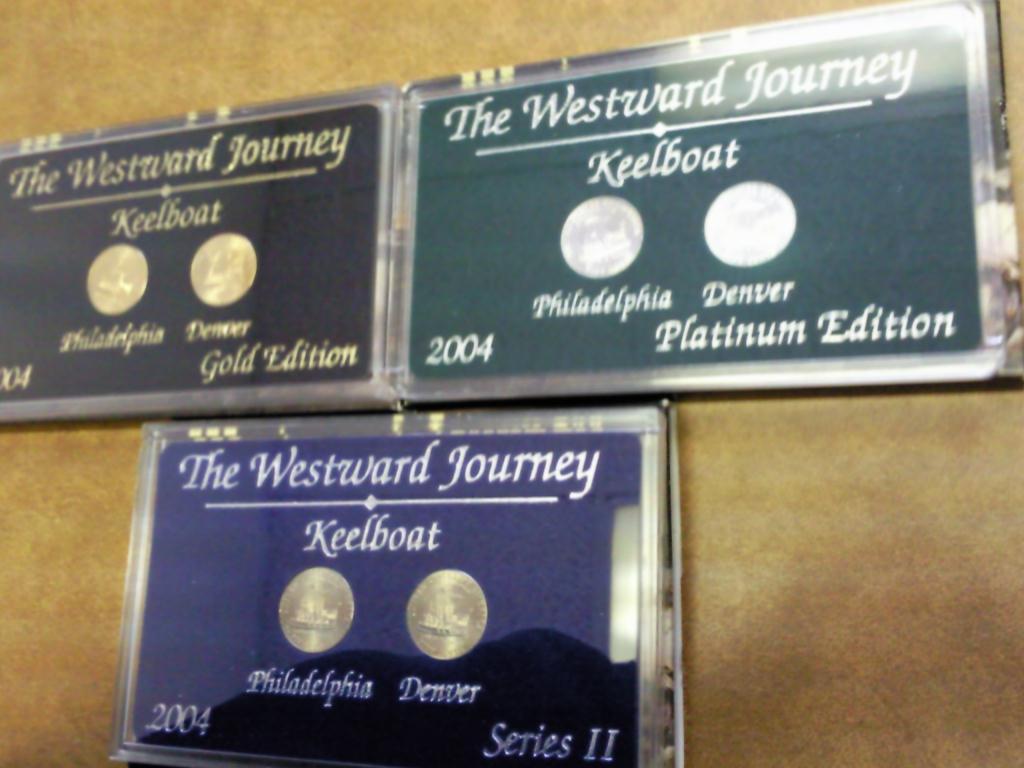 The Westward Journey
Keelboat
Philadelphia Denver
04
Gold Edition
The Westward Journey
Keelboat
Philadelphia Denver
2004
Platinum Edition
The Westward Journey
Keelboat
Philadelphia Denver
2004
Series II